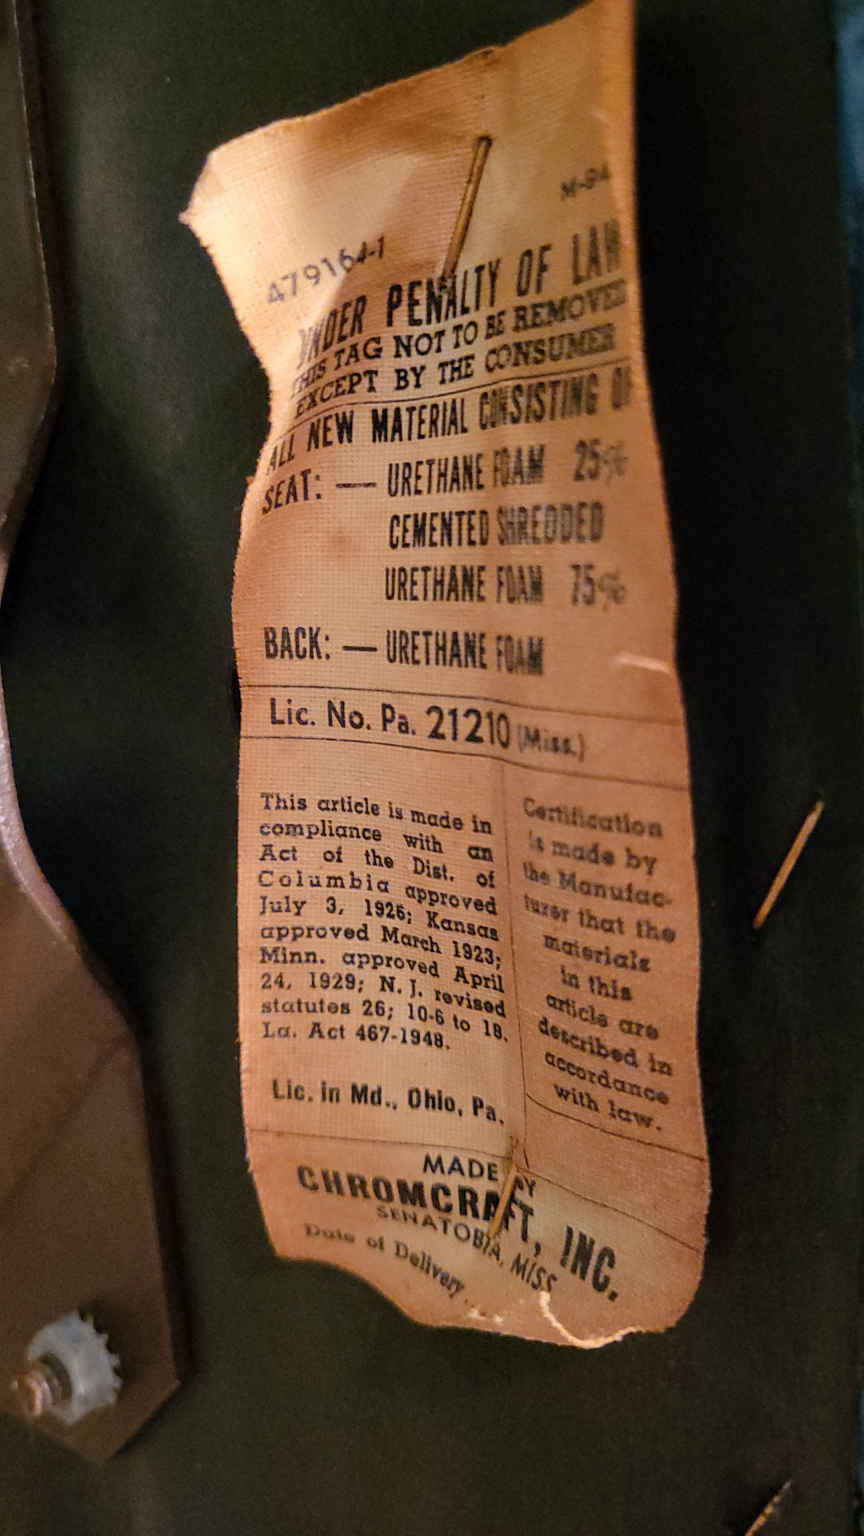 M-84
479164-1
UNDER PENALTY OF LAW
THIS TAG NOT TO BE REMOVED
EXCEPT BY THE CONSUMER
ALL NEW MATERIAL CONSISTING OF
SEAT: — URETHANE FOAM 25%
CEMENTED SHREDDED
URETHANE FOAM 75%
BACK: — URETHANE FOAM
Lic. No. Pa. 21210 (Miss.)
This article is made in
compliance with an
Act of the Dist. of
Columbia approved
July 3, 1926; Kansas
approved March 1923;
Minn. approved April
24, 1929; N. J. revised
statutes 26; 10-6 to 18.
La. Act 467-1948.
Lic. in Md., Ohio, Pa.
Certification
is made by
the Manufac-
turer that the
materials
in this
article are
described in
accordance
with law.
MADE BY
CHROMCRAFT, INC.
SENATOBIA, MISS
Date of Delivery ....